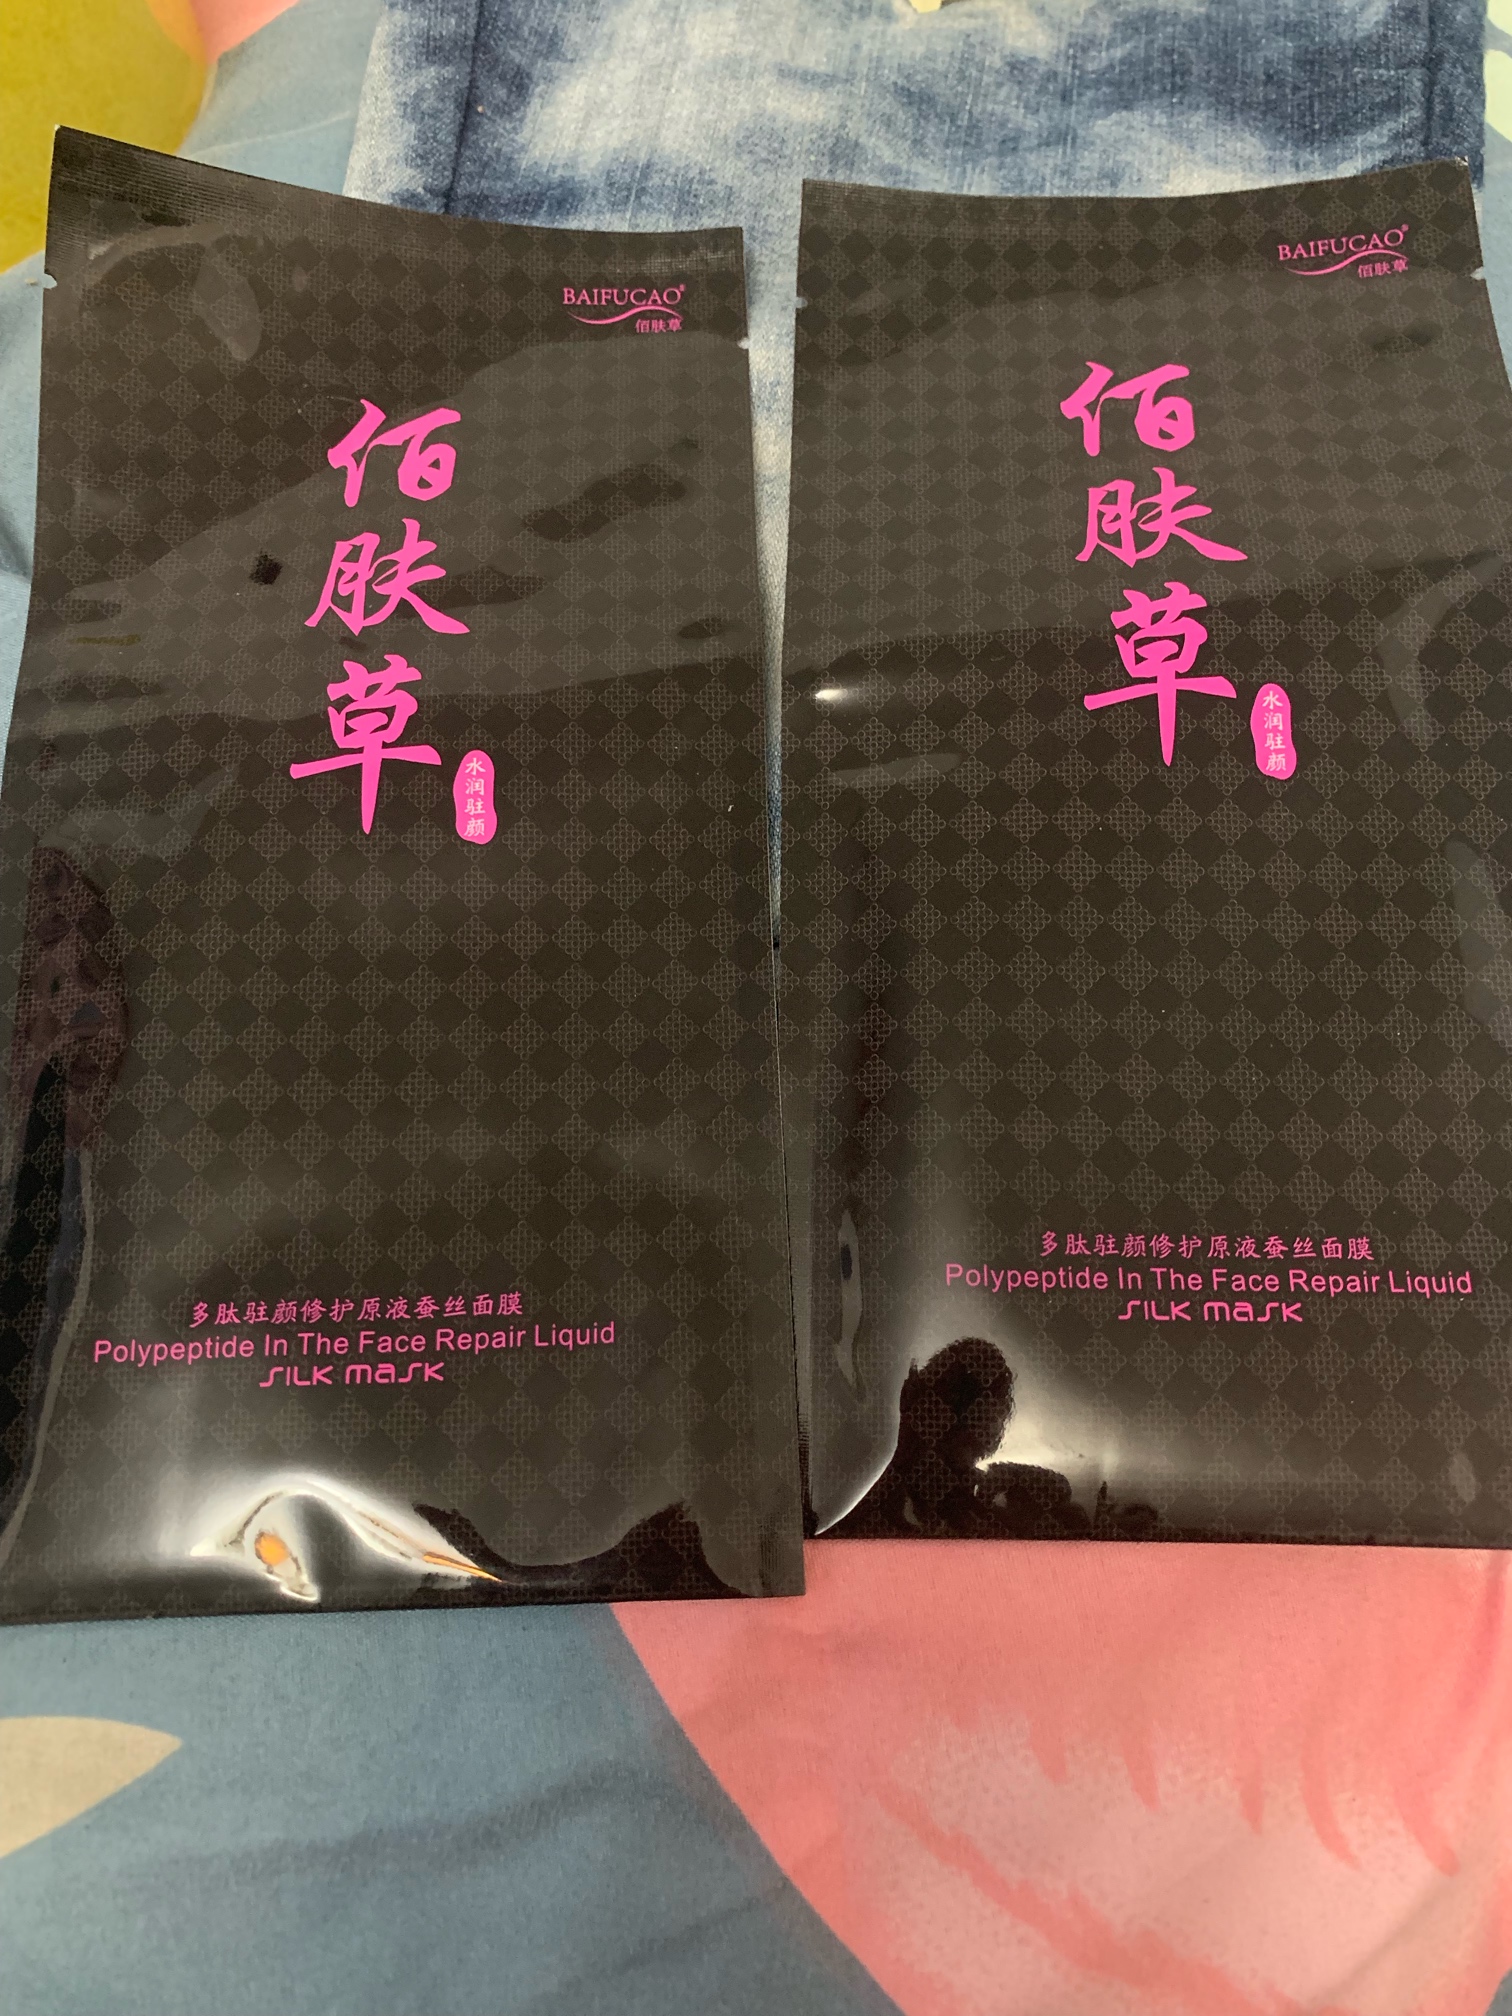 BAIFUCAO®
佰肤草
佰肤草
水润驻颜
多肽驻颜修护原液蚕丝面膜
Polypeptide In The Face Repair Liquid
SILK MASK
BAIFUCAO®
佰肤草
佰肤草
水润驻颜
多肽驻颜修护原液蚕丝面膜
Polypeptide In The Face Repair Liquid
SILK MASK